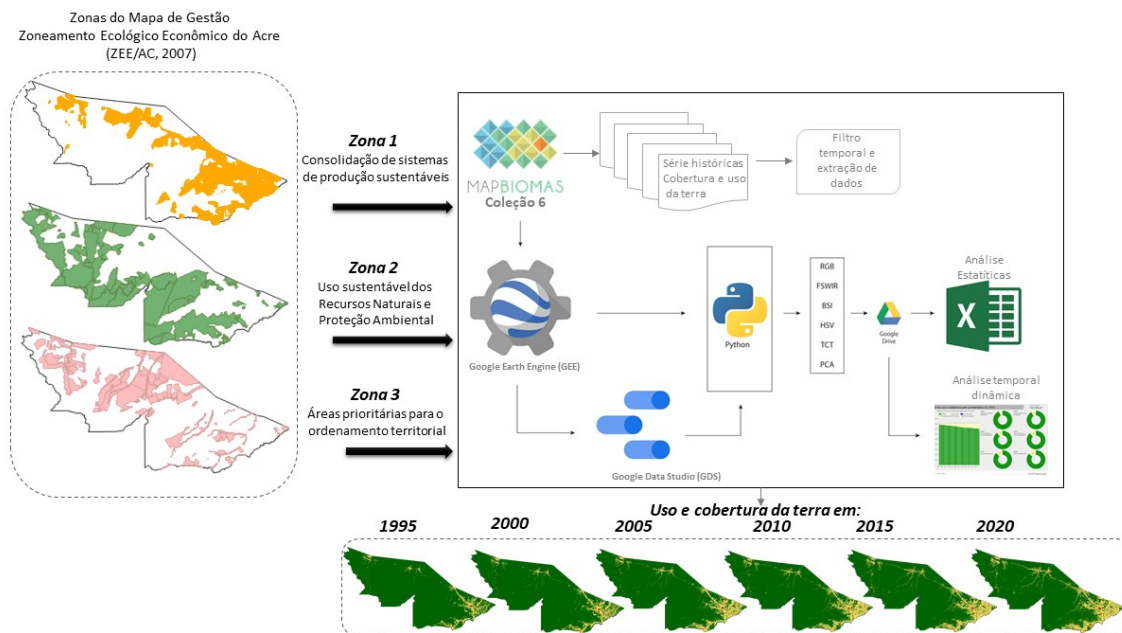 Zonas do Mapa de Gestão
Zoneamento Ecológico Econômico do Acre
(ZEE/AC, 2007)
Zona 1
Consolidação de sistemas
de produção sustentáveis
Zona 2
Uso sustentável dos
Recursos Naturais e
Proteção Ambiental
Zona 3
Áreas prioritárias para o
ordenamento territorial
MAPBIOMAS
Coleção 6
Série históricas
Cobertura e uso
da terra
Filtro
temporal e
extração de
dados
Google Earth Engine (GEE)
Python
RGB
FSWIR
BSI
HSV
TCT
PCA
Google
Drive
Análise
Estatíticas
X
Análise temporal
dinâmica
Google Data Studio (GDS)
Uso e cobertura da terra em:
1995
2000
2005
2010
2015
2020